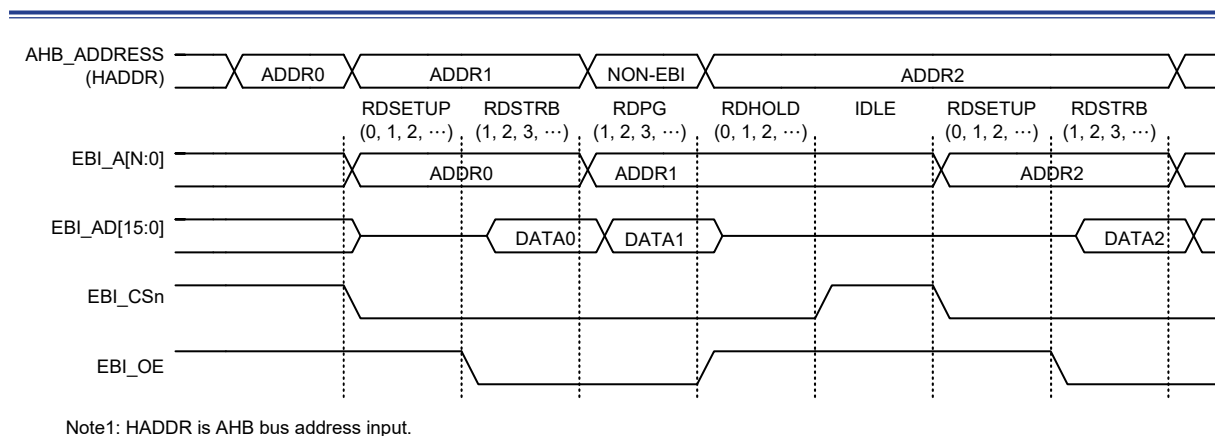 AHB_ADDRESS
(HADDR)
ADDR0
ADDR1
NON-EBI
ADDR2
RDSETUP
(0, 1, 2, ⋯)
RDSTRB
(1, 2, 3, ⋯)
RDPG
(1, 2, 3, ⋯)
RDHOLD
(0, 1, 2, ⋯)
IDLE
RDSETUP
(0, 1, 2, ⋯)
RDSTRB
(1, 2, 3, ⋯)
EBI_A[N:0]
ADDR0
ADDR1
ADDR2
EBI_AD[15:0]
DATA0
DATA1
DATA2
EBI_CSn
EBI_OE
Note1: HADDR is AHB bus address input.